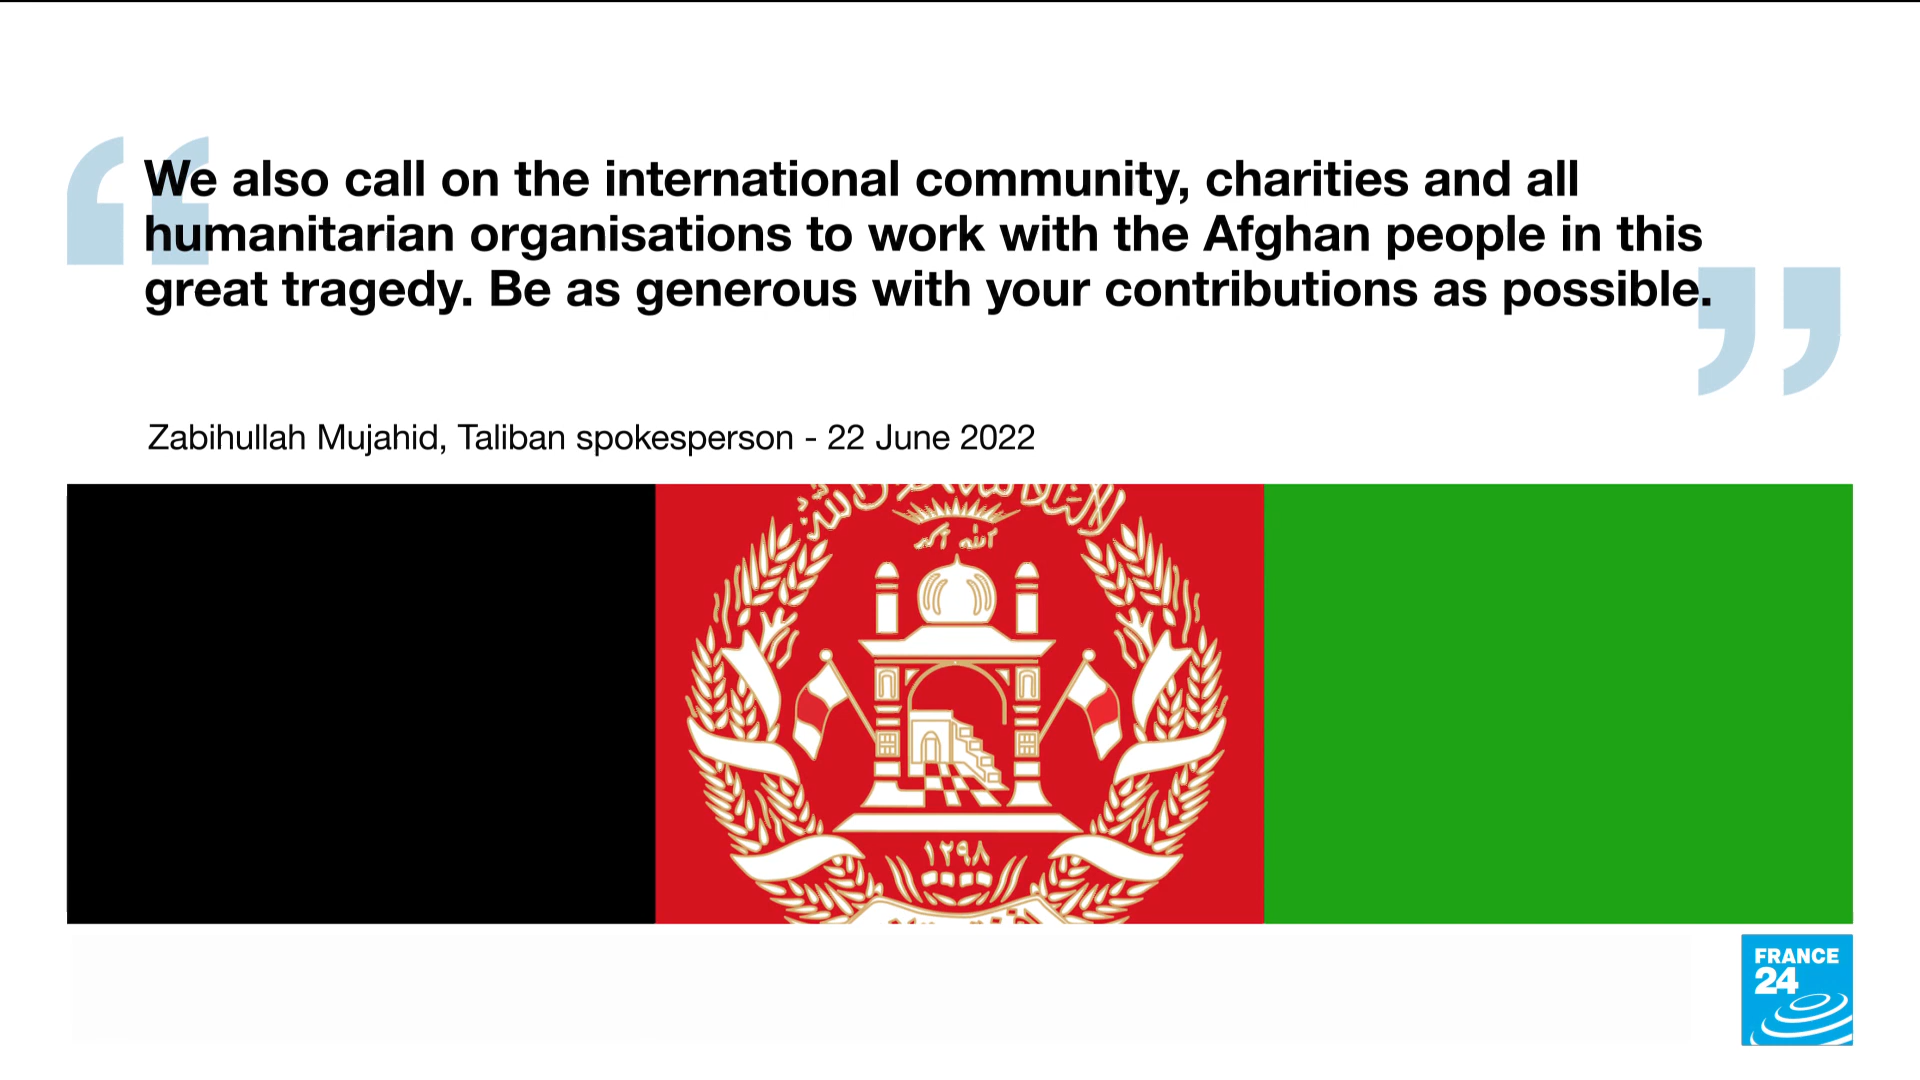 We also call on the international community, charities and all
humanitarian organisations to work with the Afghan people in this
great tragedy. Be as generous with your contributions as possible.
Zabihullah Mujahid, Taliban spokesperson - 22 June 2022
الله اکبر
١٢٩٨
FRANCE
24